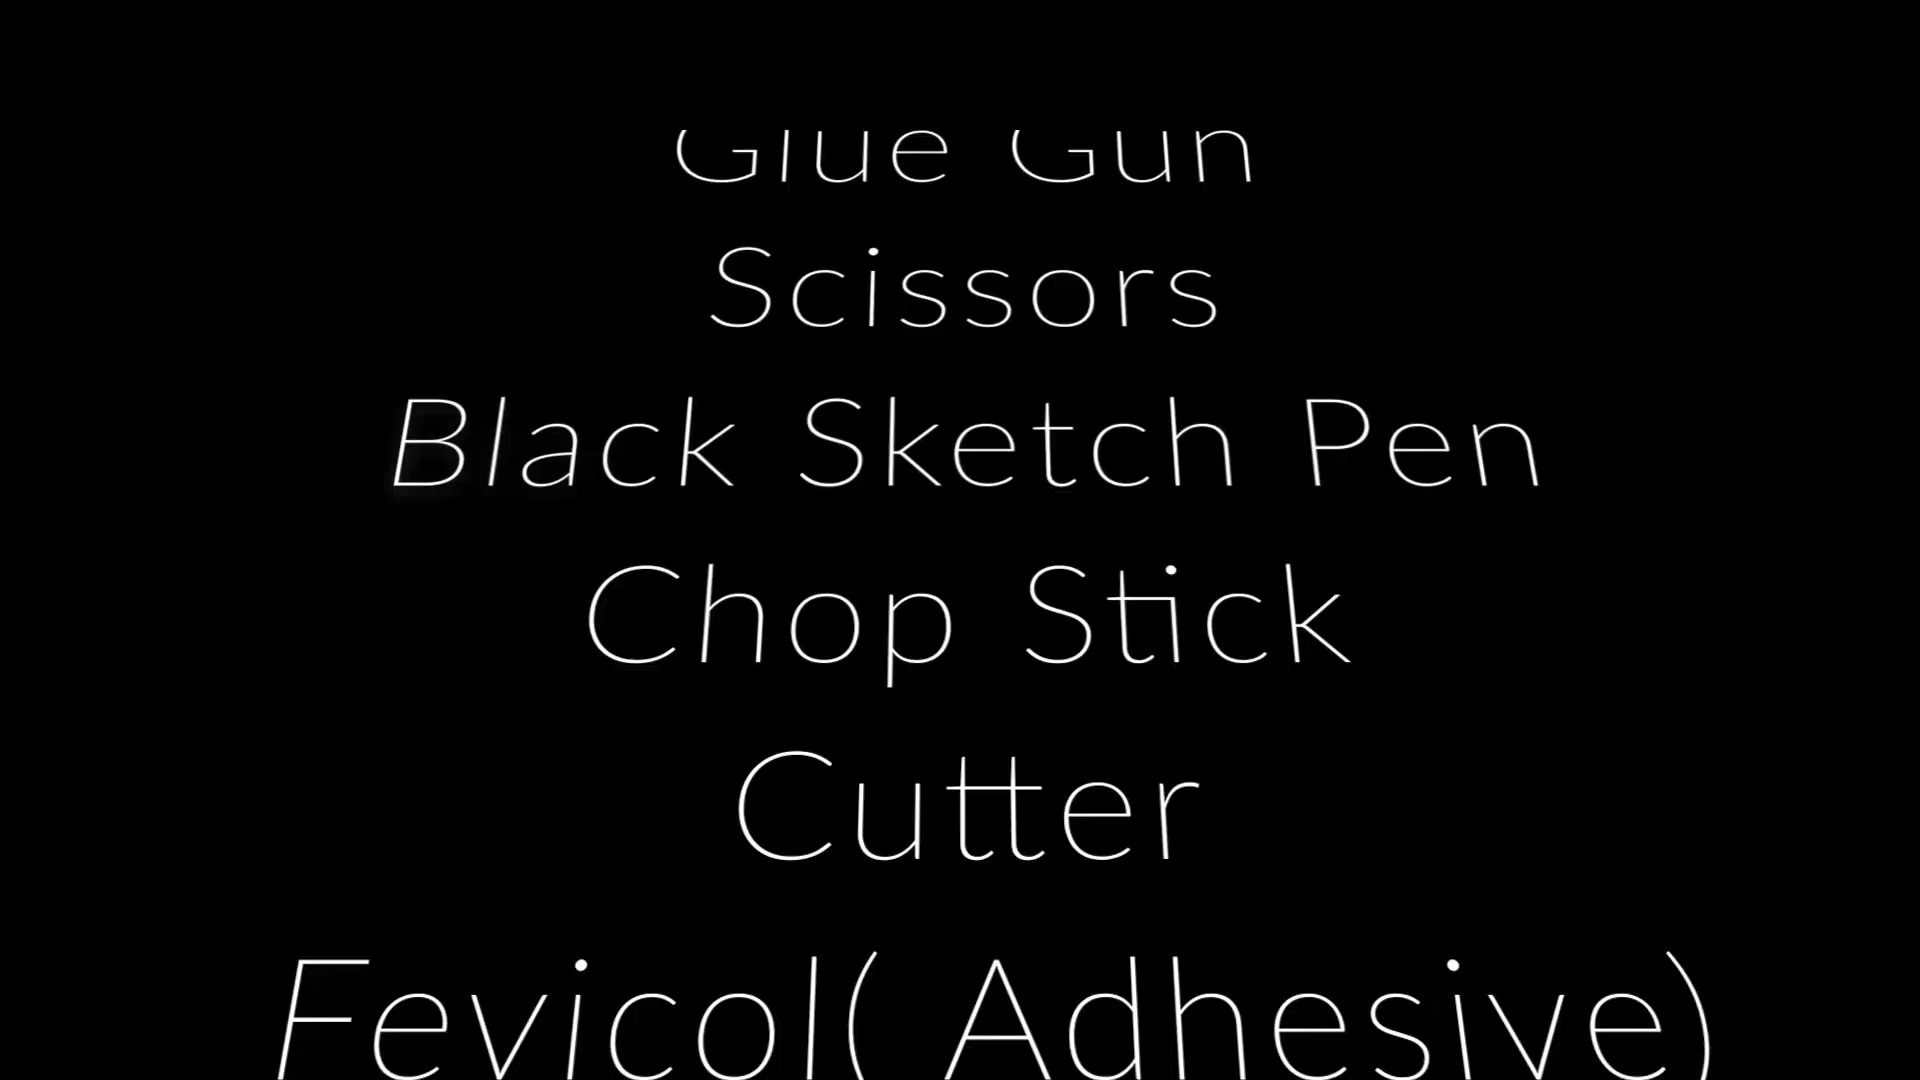 Glue Gun
Scissors
Black Sketch Pen
Chop Stick
Cutter
Fevicol( Adhesive)